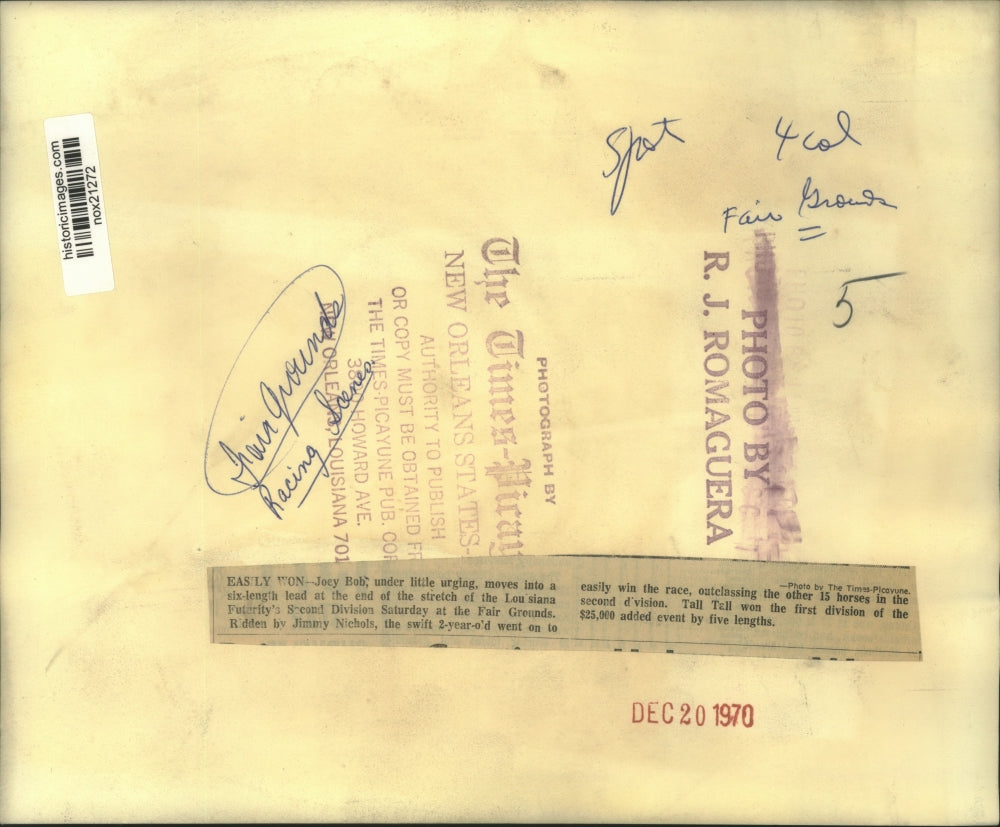 historicimages.com
nox21272
Spot
4 col
Fair Grounds
5
Fair Grounds
Racing Scenes
PHOTOGRAPH BY
The Times-Picay
NEW ORLEANS STATES-
AUTHORITY TO PUBLISH
OR COPY MUST BE OBTAINED FR
THE TIMES-PICAYUNE PUB. COR
HOWARD AVE.
NEW ORLEANS, LOUISIANA 701
PHOTO BY
R. J. ROMAGUERA
EASILY WON—Joey Bob, under little urging, moves into a
six-length lead at the end of the stretch of the Louisiana
Futurity's Second Division Saturday at the Fair Grounds.
Ridden by Jimmy Nichols, the swift 2-year-old went on to
—Photo by The Times-Picayune.
easily win the race, outclassing the other 15 horses in the
second division. Tall Tell won the first division of the
$25,000 added event by five lengths.
DEC 20 1970